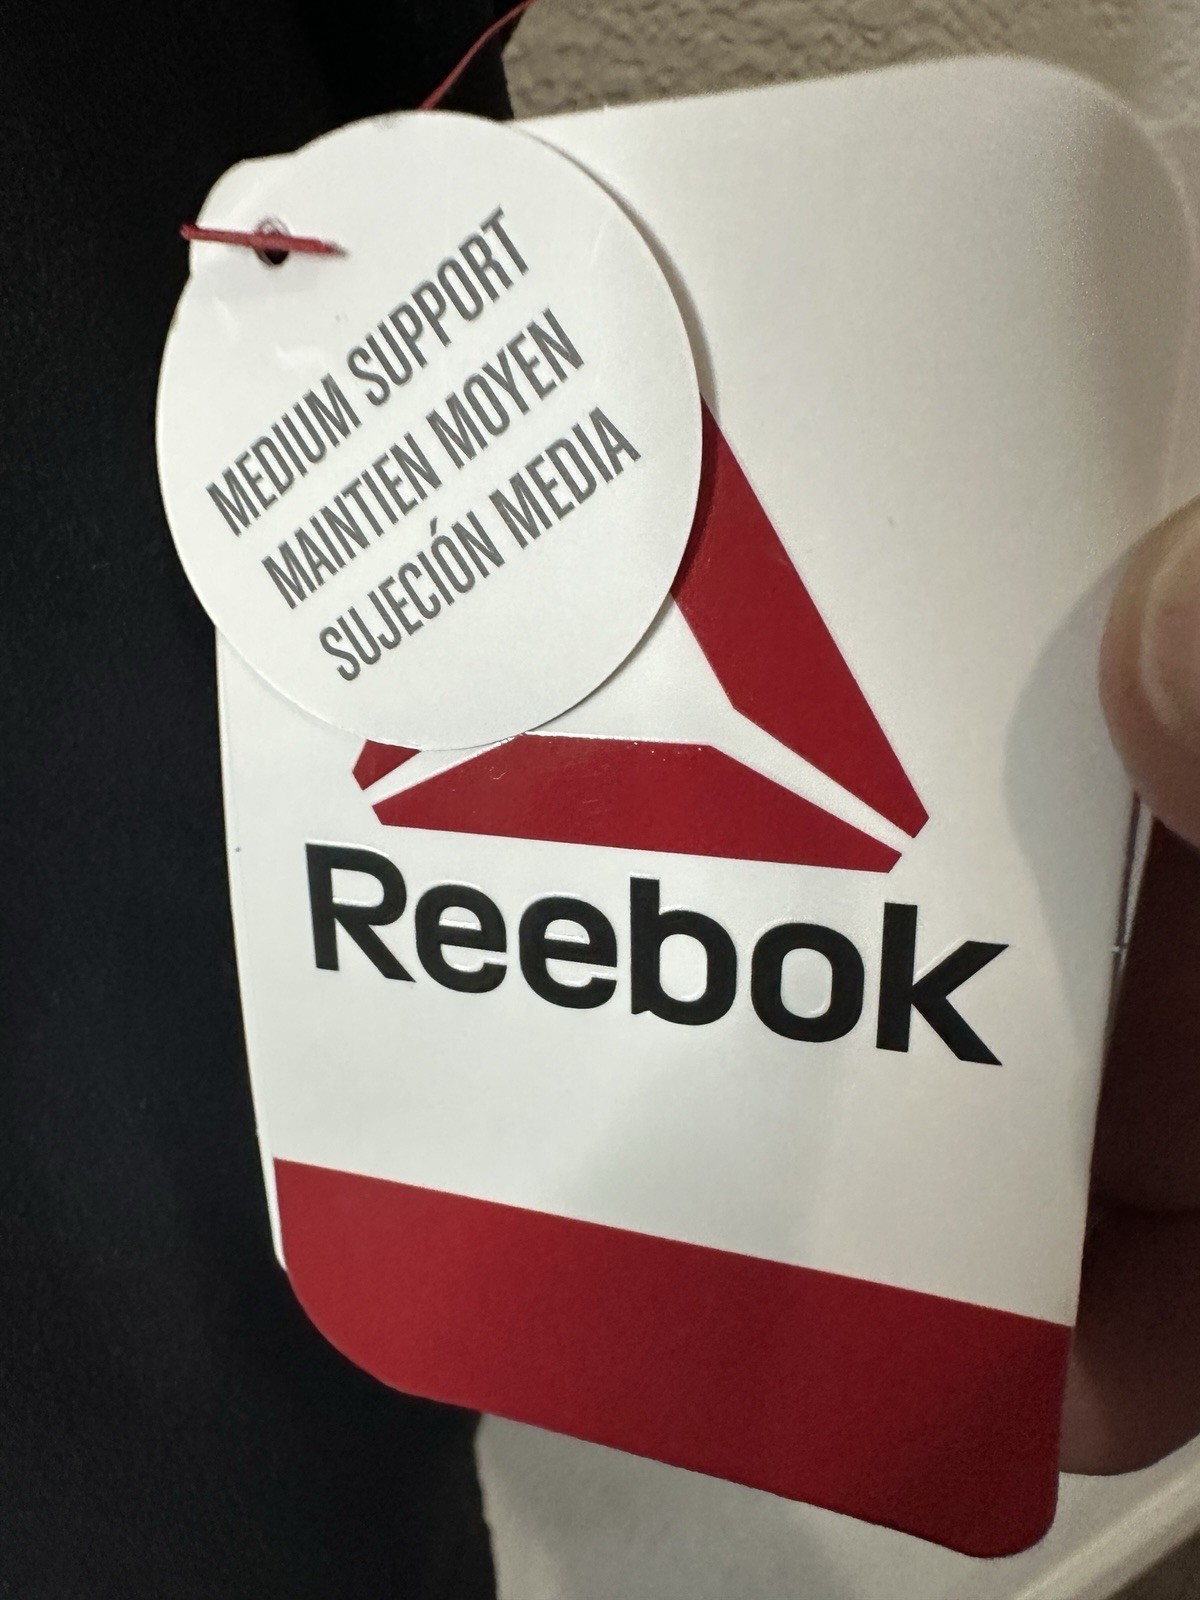 MEDIUM SUPPORT
MAINTIEN MOYEN
SUJECIÓN MEDIA
Reebok